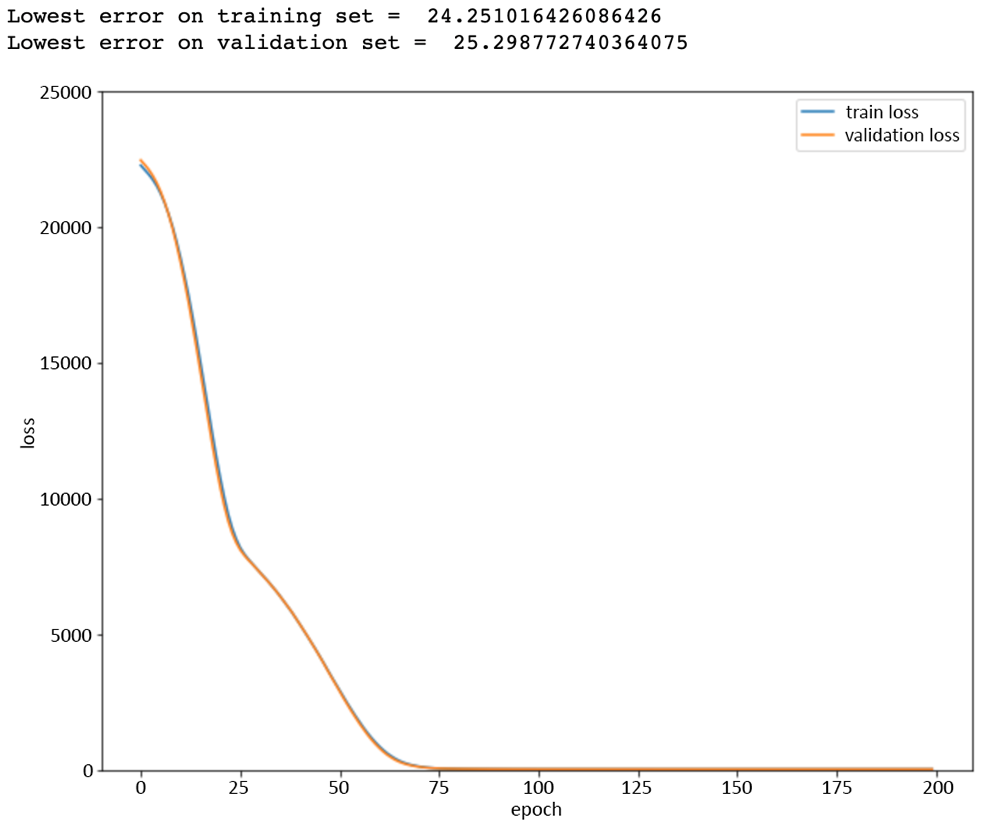 Lowest error on training set =  24.251016426086426
Lowest error on validation set =  25.298772740364075
25000
train loss
validation loss
20000
15000
loss
10000
5000
0
0 25 50 75 100 125 150 175 200
epoch